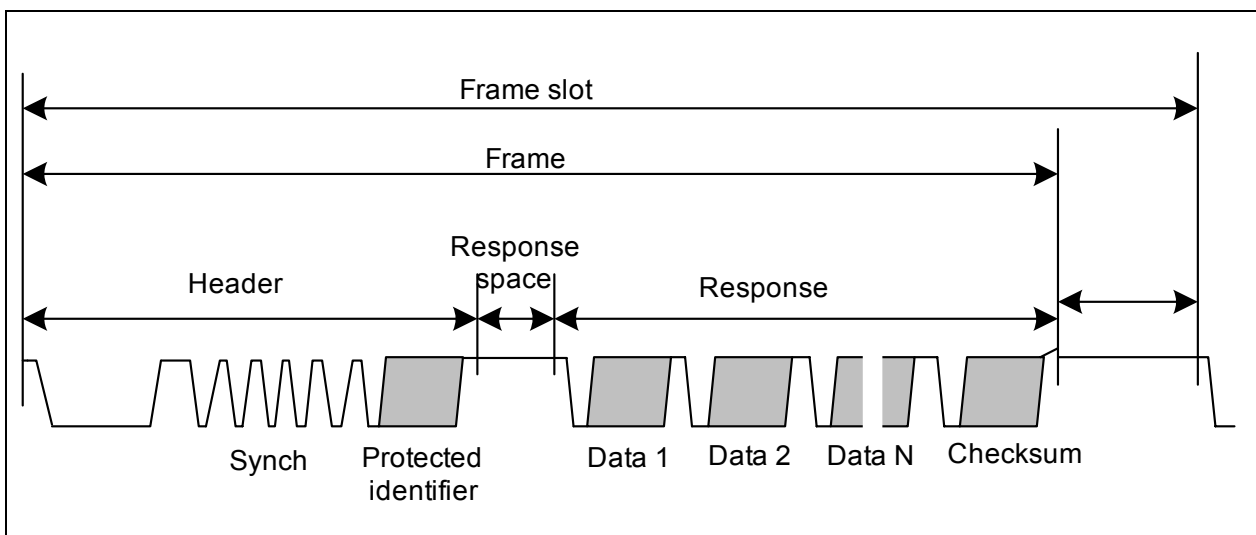 Frame slot
Frame
Header
Response
space
Response
Synch
Protected
identifier
Data 1
Data 2
Data N
Checksum